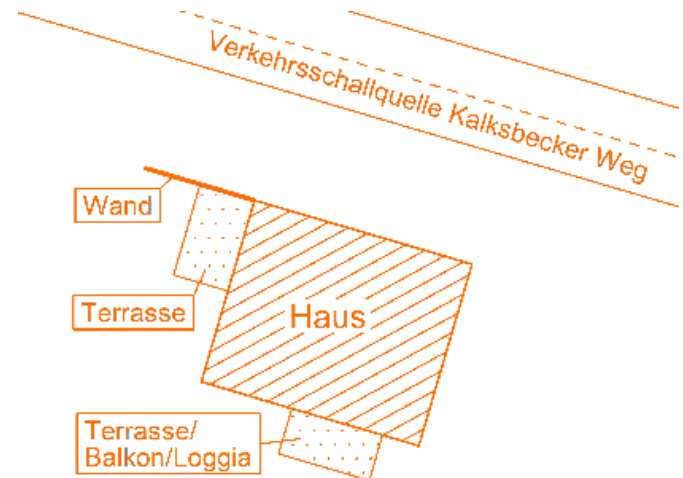 Verkehrsschallquelle Kalksbecker Weg
Wand
Terrasse
Haus
Terrasse/
Balkon/Loggia